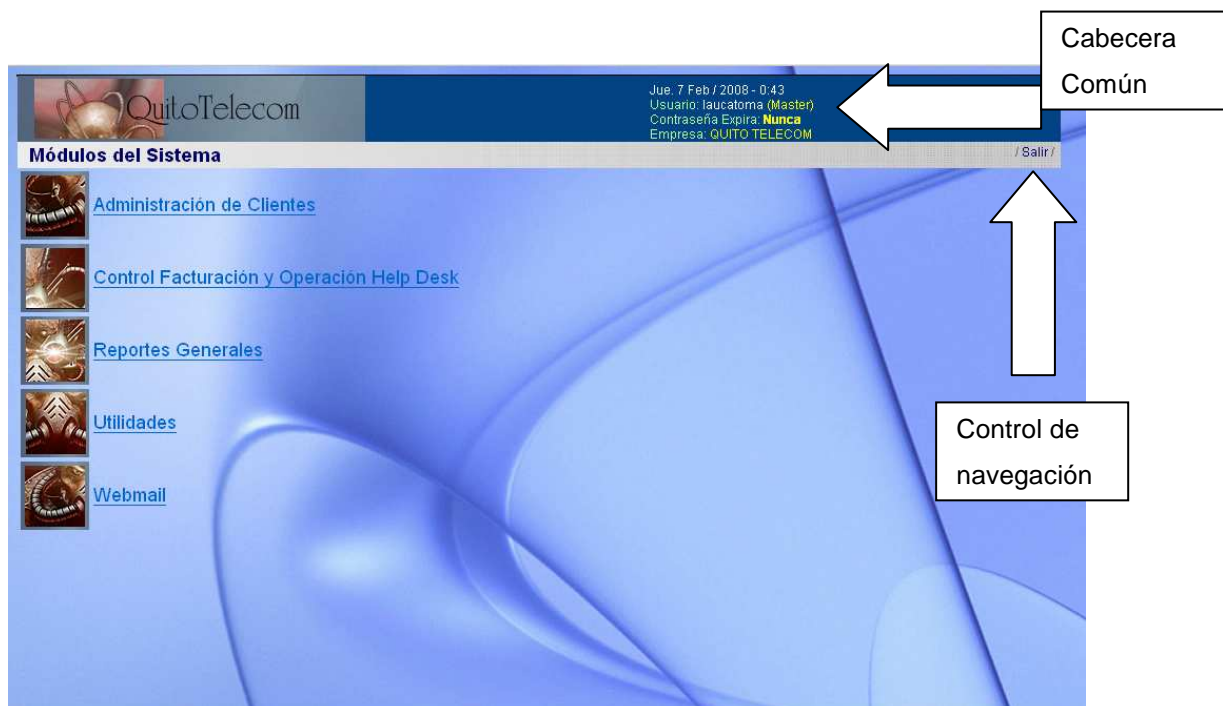 Cabecera
Común
QuitoTelecom
Jue. 7 Feb / 2008 - 0:43
Usuario: laucatoma (Master)
Contraseña Expira: Nunca
Empresa: QUITO TELECOM
Módulos del Sistema
/ Salir /
Administración de Clientes
Control Facturación y Operación Help Desk
Reportes Generales
Utilidades
Webmail
Control de
navegación